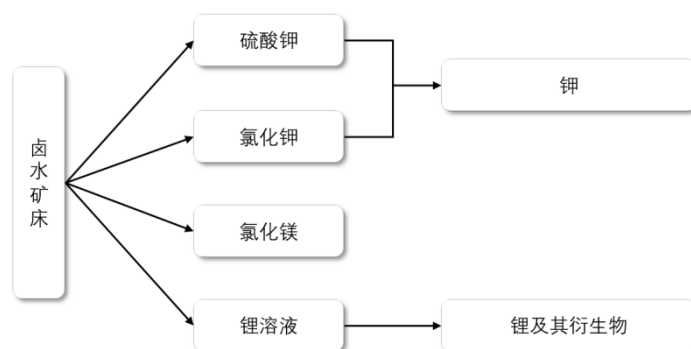 卤水矿床
硫酸钾
氯化钾
氯化镁
锂溶液
钾
锂及其衍生物